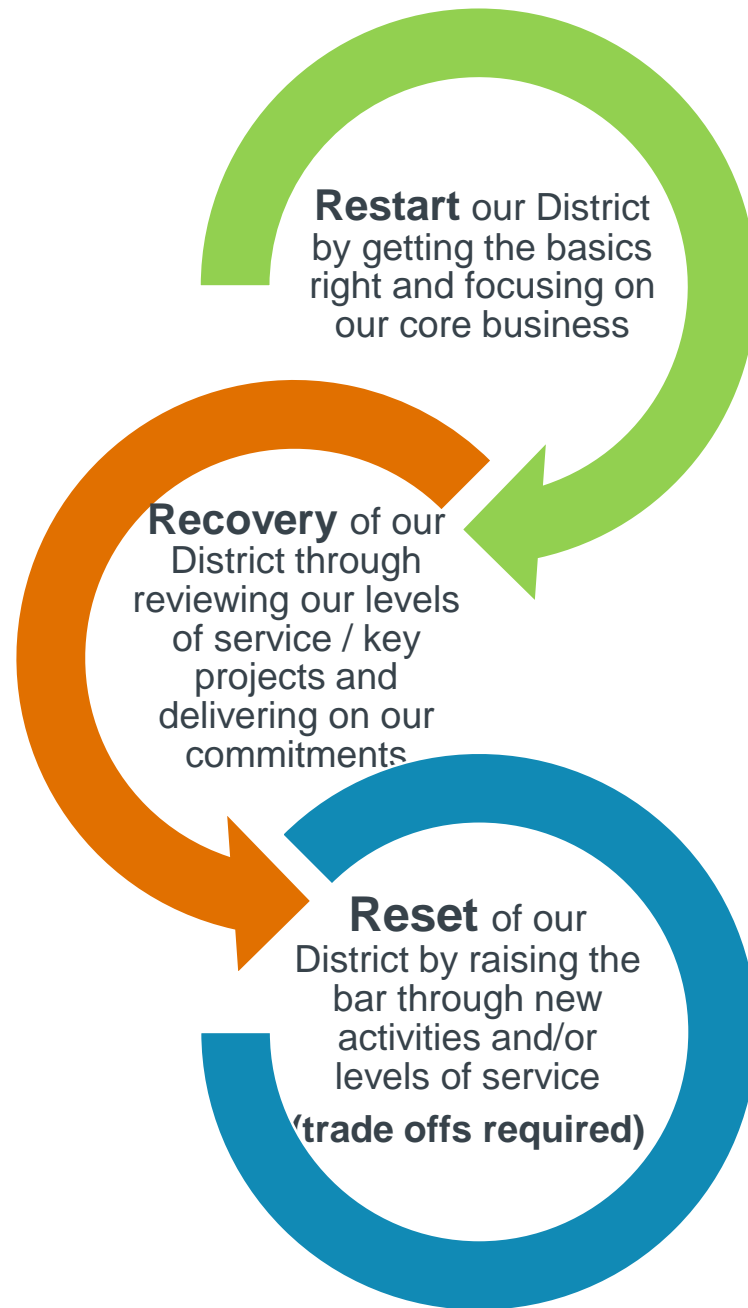 Restart our District
by getting the basics
right and focusing on
our core business
Recovery of our
District through
reviewing our levels
of service / key
projects and
delivering on our
commitments
Reset of our
District by raising the
bar through new
activities and/or
levels of service
(trade offs required)